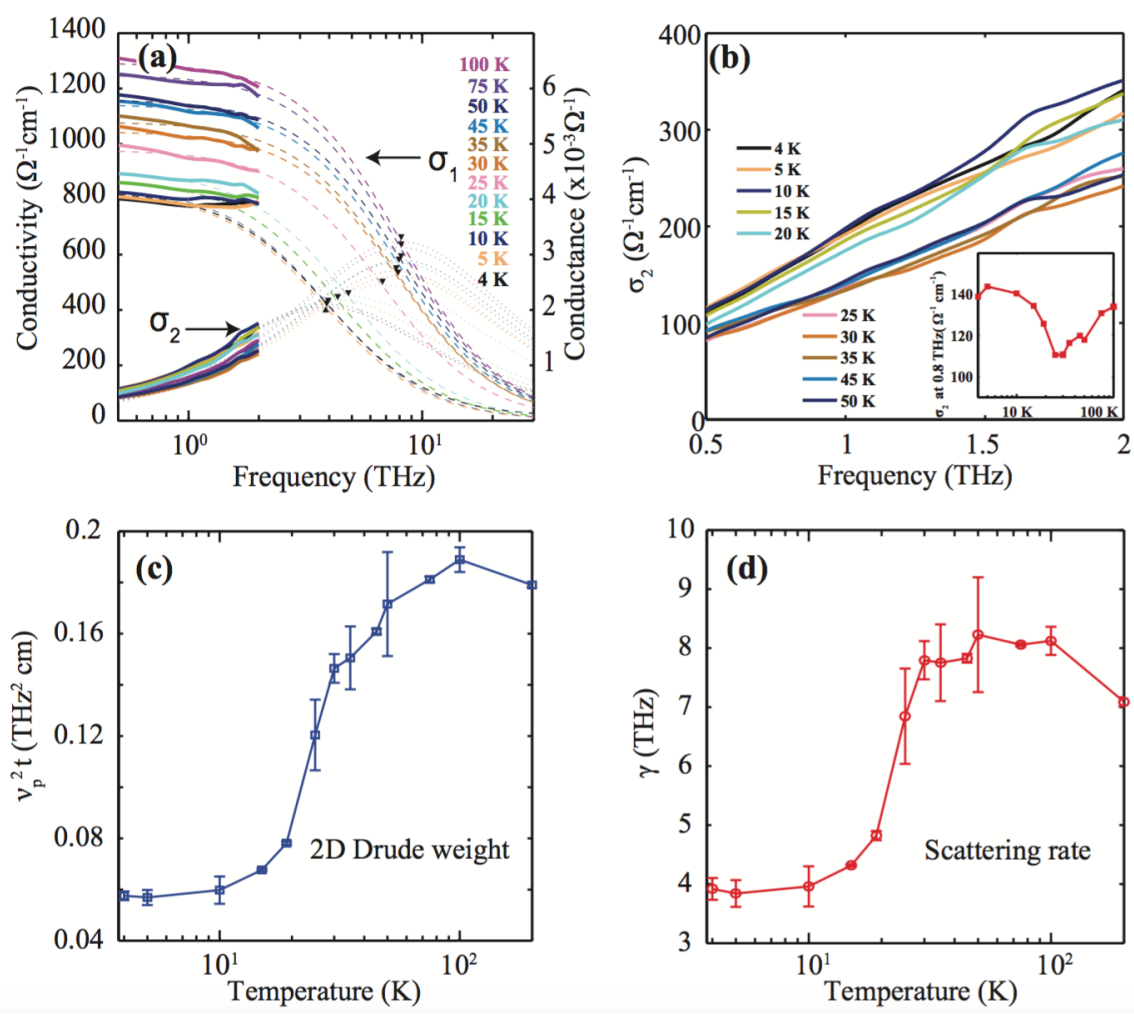 (a)
1400
1200
1000
800
600
400
200
0
Conductivity (Ω⁻¹cm⁻¹)
100 K
75 K
50 K
45 K
35 K
30 K
25 K
20 K
15 K
10 K
5 K
4 K
σ₁
σ₂
6
5
4
3
2
1
Conductance (x10⁻³Ω⁻¹)
10⁰
10¹
Frequency (THz)
(b)
400
300
200
100
0
σ₂ (Ω⁻¹cm⁻¹)
4 K
5 K
10 K
15 K
20 K
25 K
30 K
35 K
45 K
50 K
σ₂ at 0.8 THz(Ω⁻¹ cm⁻¹)
140
120
100
10 K
100 K
0.5
1
1.5
2
Frequency (THz)
(c)
0.2
0.16
0.12
0.08
0.04
νₚ² t (THz² cm)
2D Drude weight
10¹
10²
Temperature (K)
(d)
10
9
8
7
6
5
4
3
γ (THz)
Scattering rate
10¹
10²
Temperature (K)